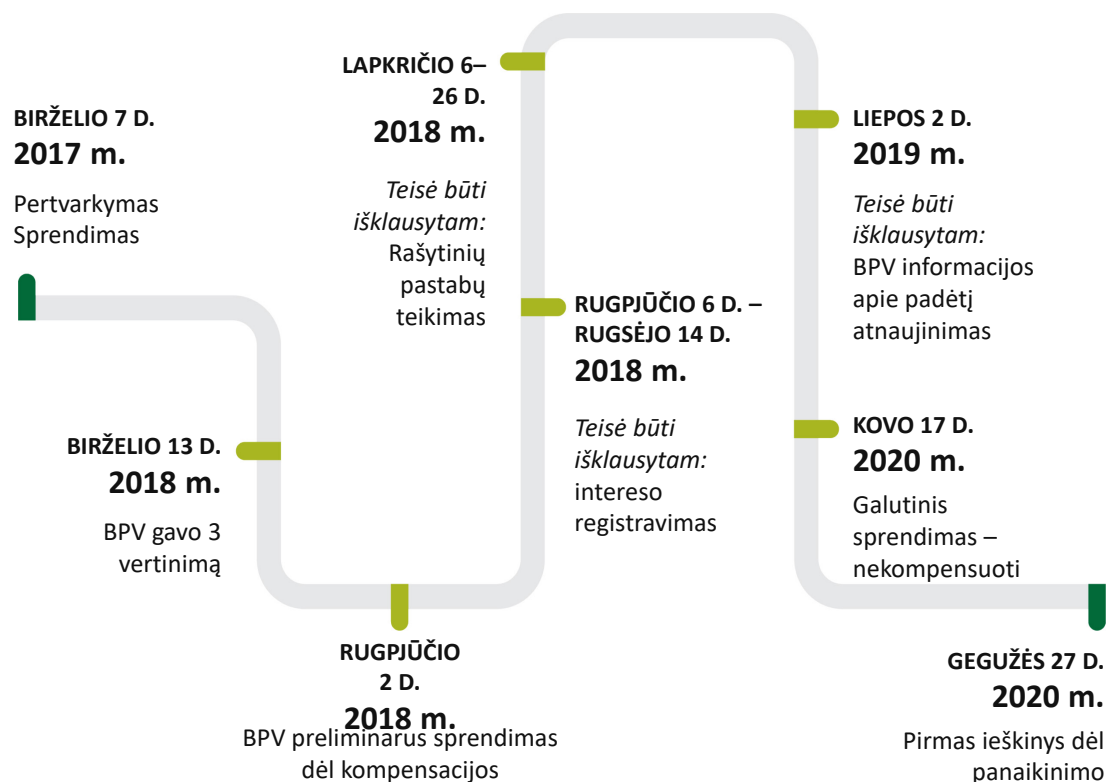 BIRŽELIO 7 D.
2017 m.
Pertvarkymas
Sprendimas
BIRŽELIO 13 D.
2018 m.
BPV gavo 3
vertinimą
RUGPJŪČIO
2 D.
2018 m.
BPV preliminarus sprendimas
dėl kompensacijos
RUGPJŪČIO 6 D. –
RUGSĖJO 14 D.
2018 m.
Teisė būti
išklausytam:
intereso
registravimas
LAPKRIČIO 6–
26 D.
2018 m.
Teisė būti
išklausytam:
Rašytinių
pastabų
teikimas
LIEPOS 2 D.
2019 m.
Teisė būti
išklausytam:
BPV informacijos
apie padėtį
atnaujinimas
KOVO 17 D.
2020 m.
Galutinis
sprendimas –
nekompensuoti
GEGUŽĖS 27 D.
2020 m.
Pirmas ieškinys dėl
panaikinimo